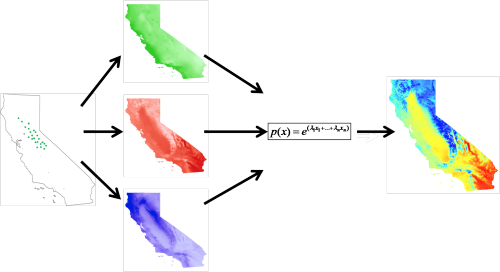 p(x) = e^(λ₁x₁+...+λₙxₙ)